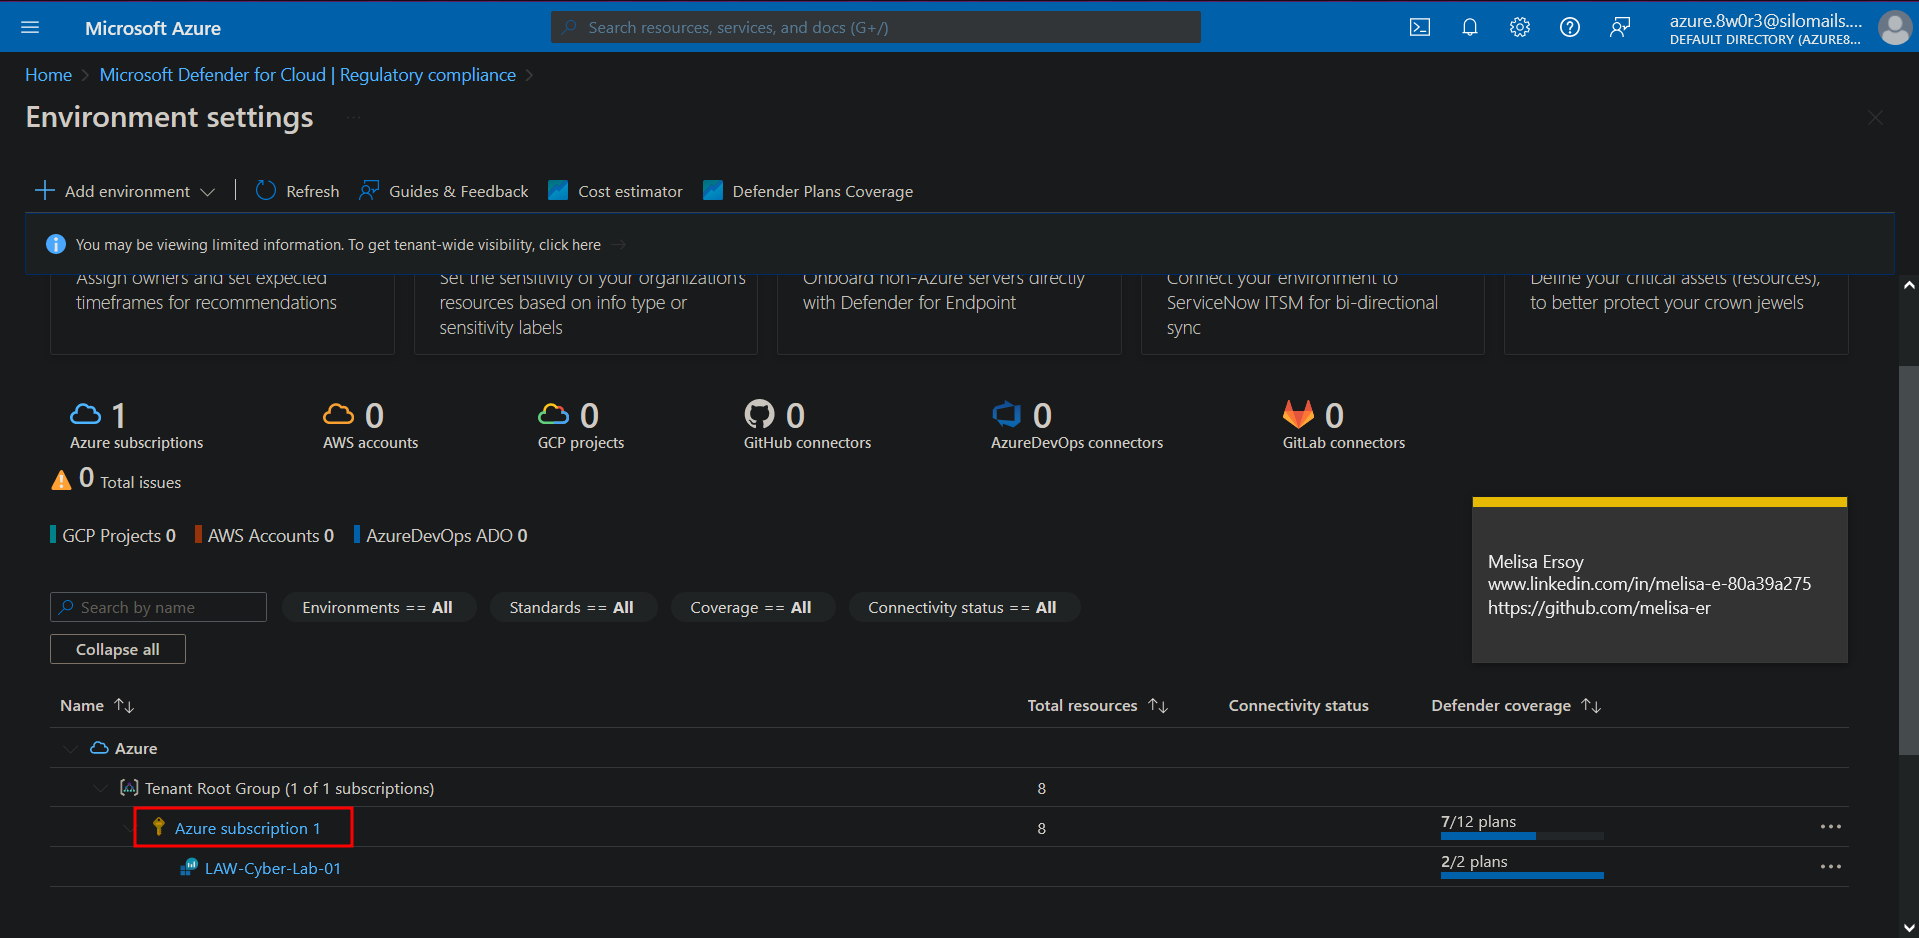 Microsoft Azure
Search resources, services, and docs (G+/)
azure.8w0r3@silomails....
DEFAULT DIRECTORY (AZURE8...
Home > Microsoft Defender for Cloud | Regulatory compliance >
Environment settings ...
Add environment
Refresh
Guides & Feedback
Cost estimator
Defender Plans Coverage
You may be viewing limited information. To get tenant-wide visibility, click here →
Assign owners and set expected
timeframes for recommendations
Set the sensitivity of your organization's
resources based on info type or
sensitivity labels
Onboard non-Azure servers directly
with Defender for Endpoint
Connect your environment to
ServiceNow ITSM for bi-directional
sync
Define your critical assets (resources),
to better protect your crown jewels
1
Azure subscriptions
0
AWS accounts
0
GCP projects
0
GitHub connectors
0
AzureDevOps connectors
0
GitLab connectors
0 Total issues
GCP Projects 0
AWS Accounts 0
AzureDevOps ADO 0
Melisa Ersoy
www.linkedin.com/in/melisa-e-80a39a275
https://github.com/melisa-er
Search by name
Environments == All
Standards == All
Coverage == All
Connectivity status == All
Collapse all
Name ↑↓ Total resources ↑↓ Connectivity status Defender coverage ↑↓
Azure
Tenant Root Group (1 of 1 subscriptions) 8
Azure subscription 1 8 7/12 plans ...
LAW-Cyber-Lab-01 2/2 plans ...